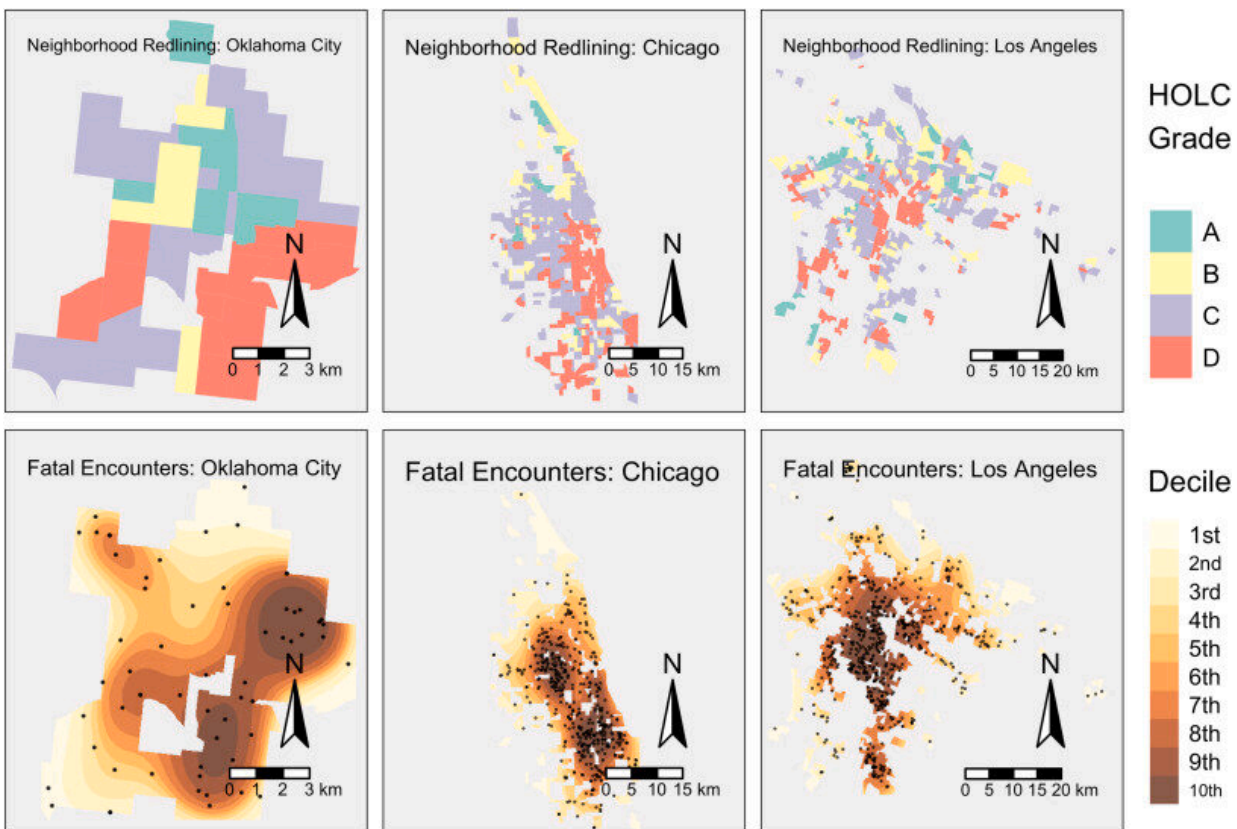 Neighborhood Redlining: Oklahoma City
N
0 1 2 3 km
Neighborhood Redlining: Chicago
N
0 5 10 15 km
Neighborhood Redlining: Los Angeles
N
0 5 10 15 20 km
HOLC
Grade
A
B
C
D
Fatal Encounters: Oklahoma City
N
0 1 2 3 km
Fatal Encounters: Chicago
N
0 5 10 15 km
Fatal Encounters: Los Angeles
N
0 5 10 15 20 km
Decile
1st
2nd
3rd
4th
5th
6th
7th
8th
9th
10th